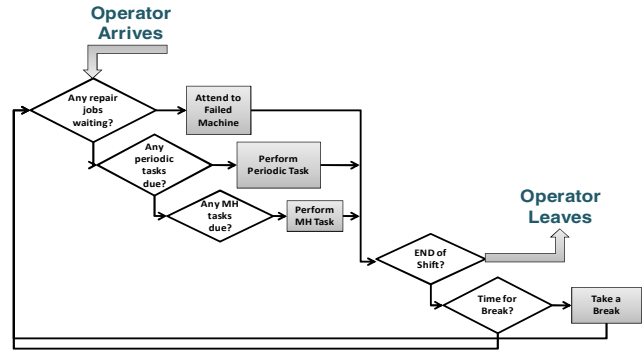 Operator
Arrives
Any repair
jobs
waiting?
Attend to
Failed
Machine
Any
periodic
tasks
due?
Perform
Periodic Task
Any MH
tasks
due?
Perform
MH Task
Operator
Leaves
END of
Shift?
Time for
Break?
Take a
Break